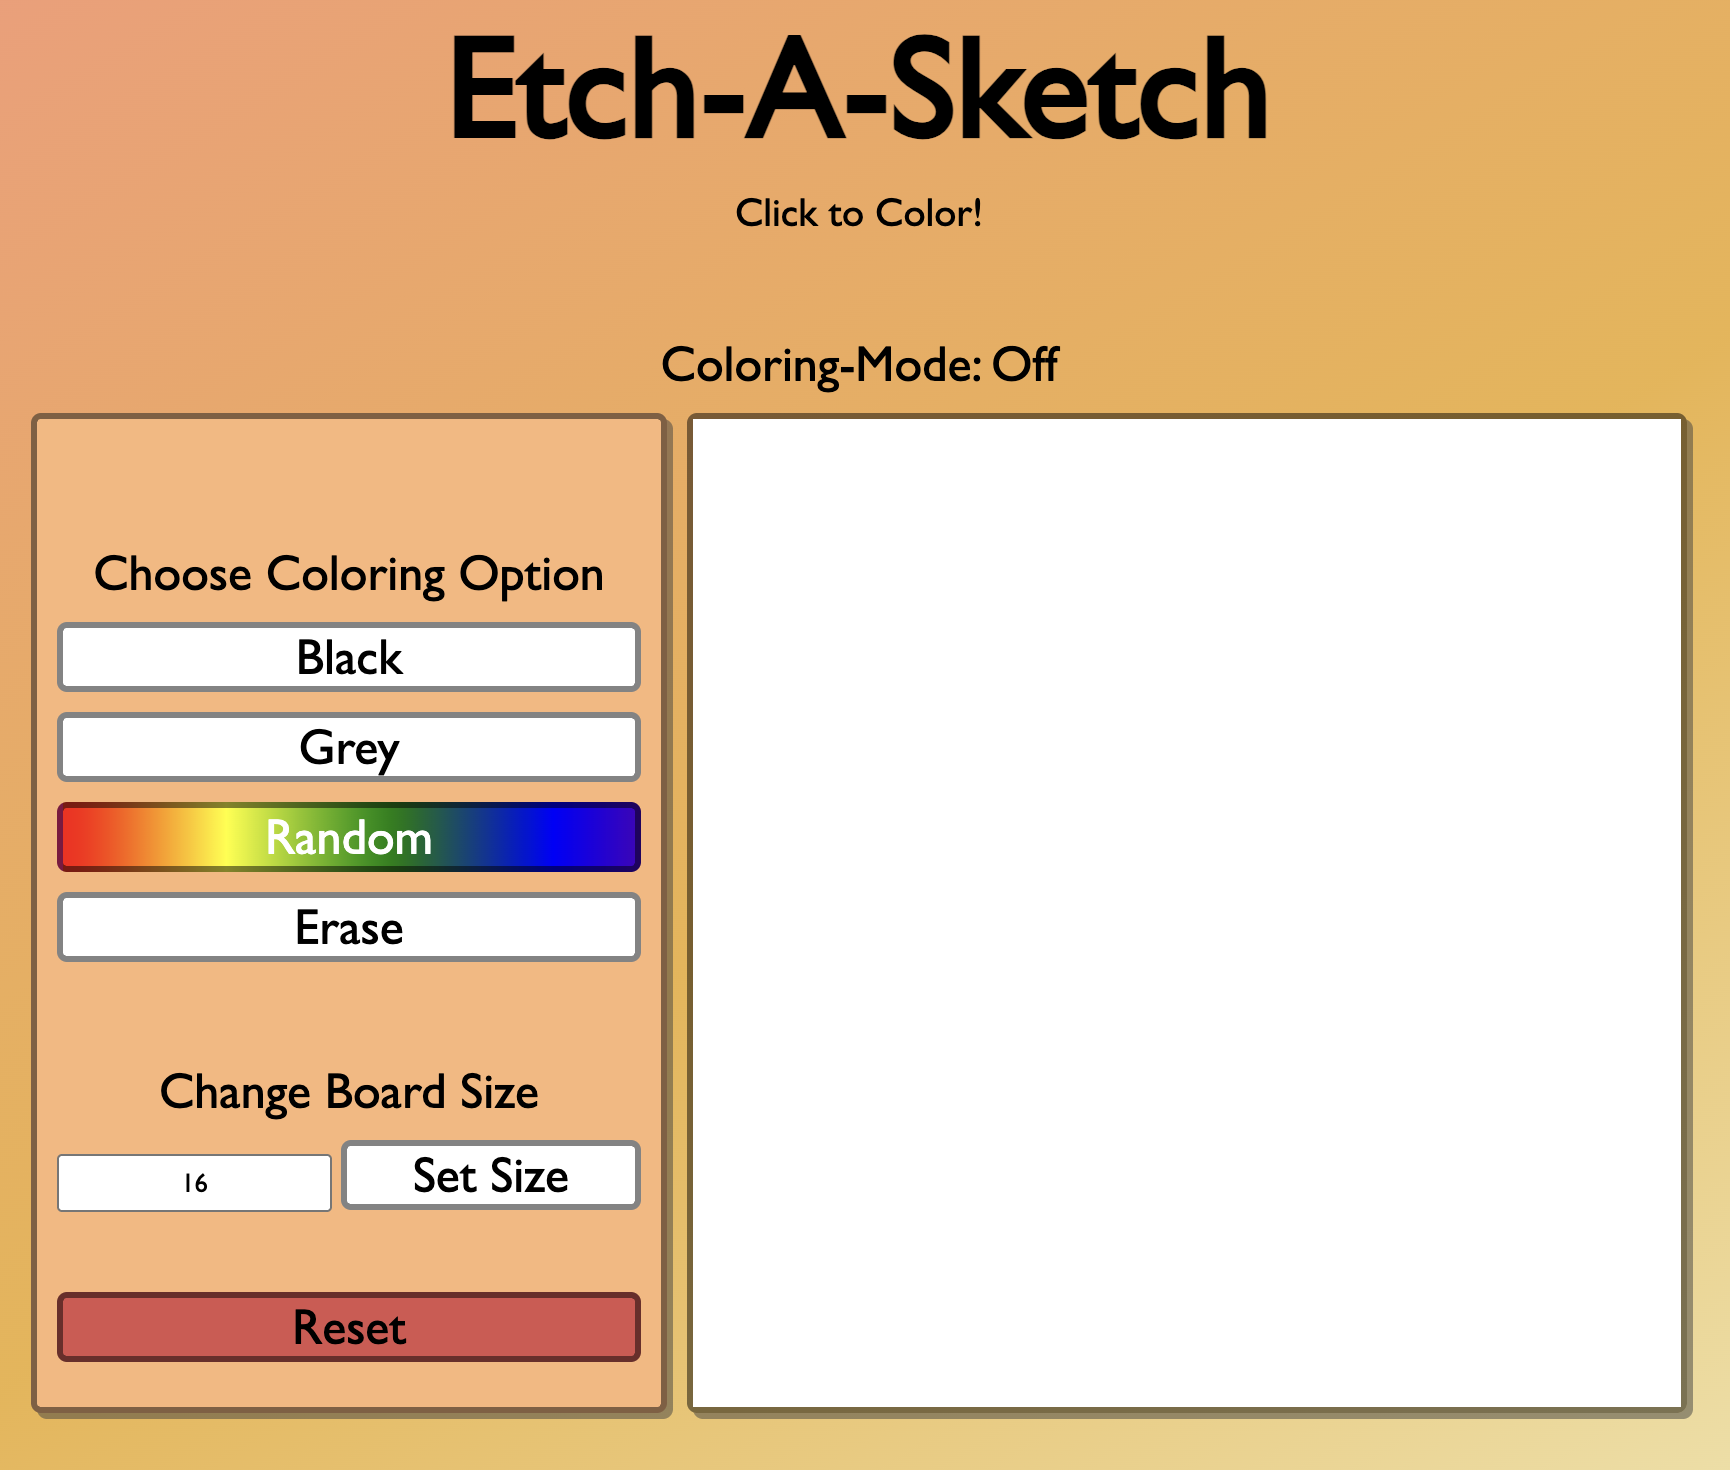 Etch-A-Sketch
Click to Color!
Coloring-Mode: Off
Choose Coloring Option
Black
Grey
Random
Erase
Change Board Size
16
Set Size
Reset